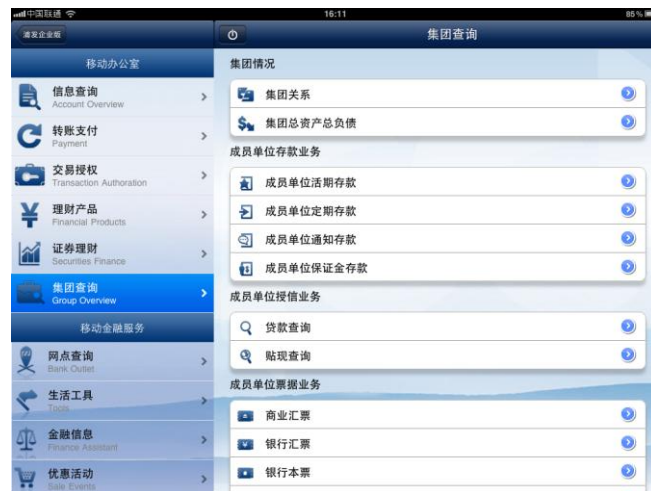 中国联通
16:11
85%
浦发企业版
集团查询
移动办公室
信息查询
Account Overview
转账支付
Payment
交易授权
Transaction Authoration
理财产品
Financial Products
证券理财
Securities Finance
集团查询
Group Overview
移动金融服务
网点查询
Bank Outlet
生活工具
Tools
金融信息
Finance Assistant
优惠活动
Sale Events
集团情况
集团关系
集团总资产总负债
成员单位存款业务
成员单位活期存款
成员单位定期存款
成员单位通知存款
成员单位保证金存款
成员单位授信业务
贷款查询
贴现查询
成员单位票据业务
商业汇票
银行汇票
银行本票